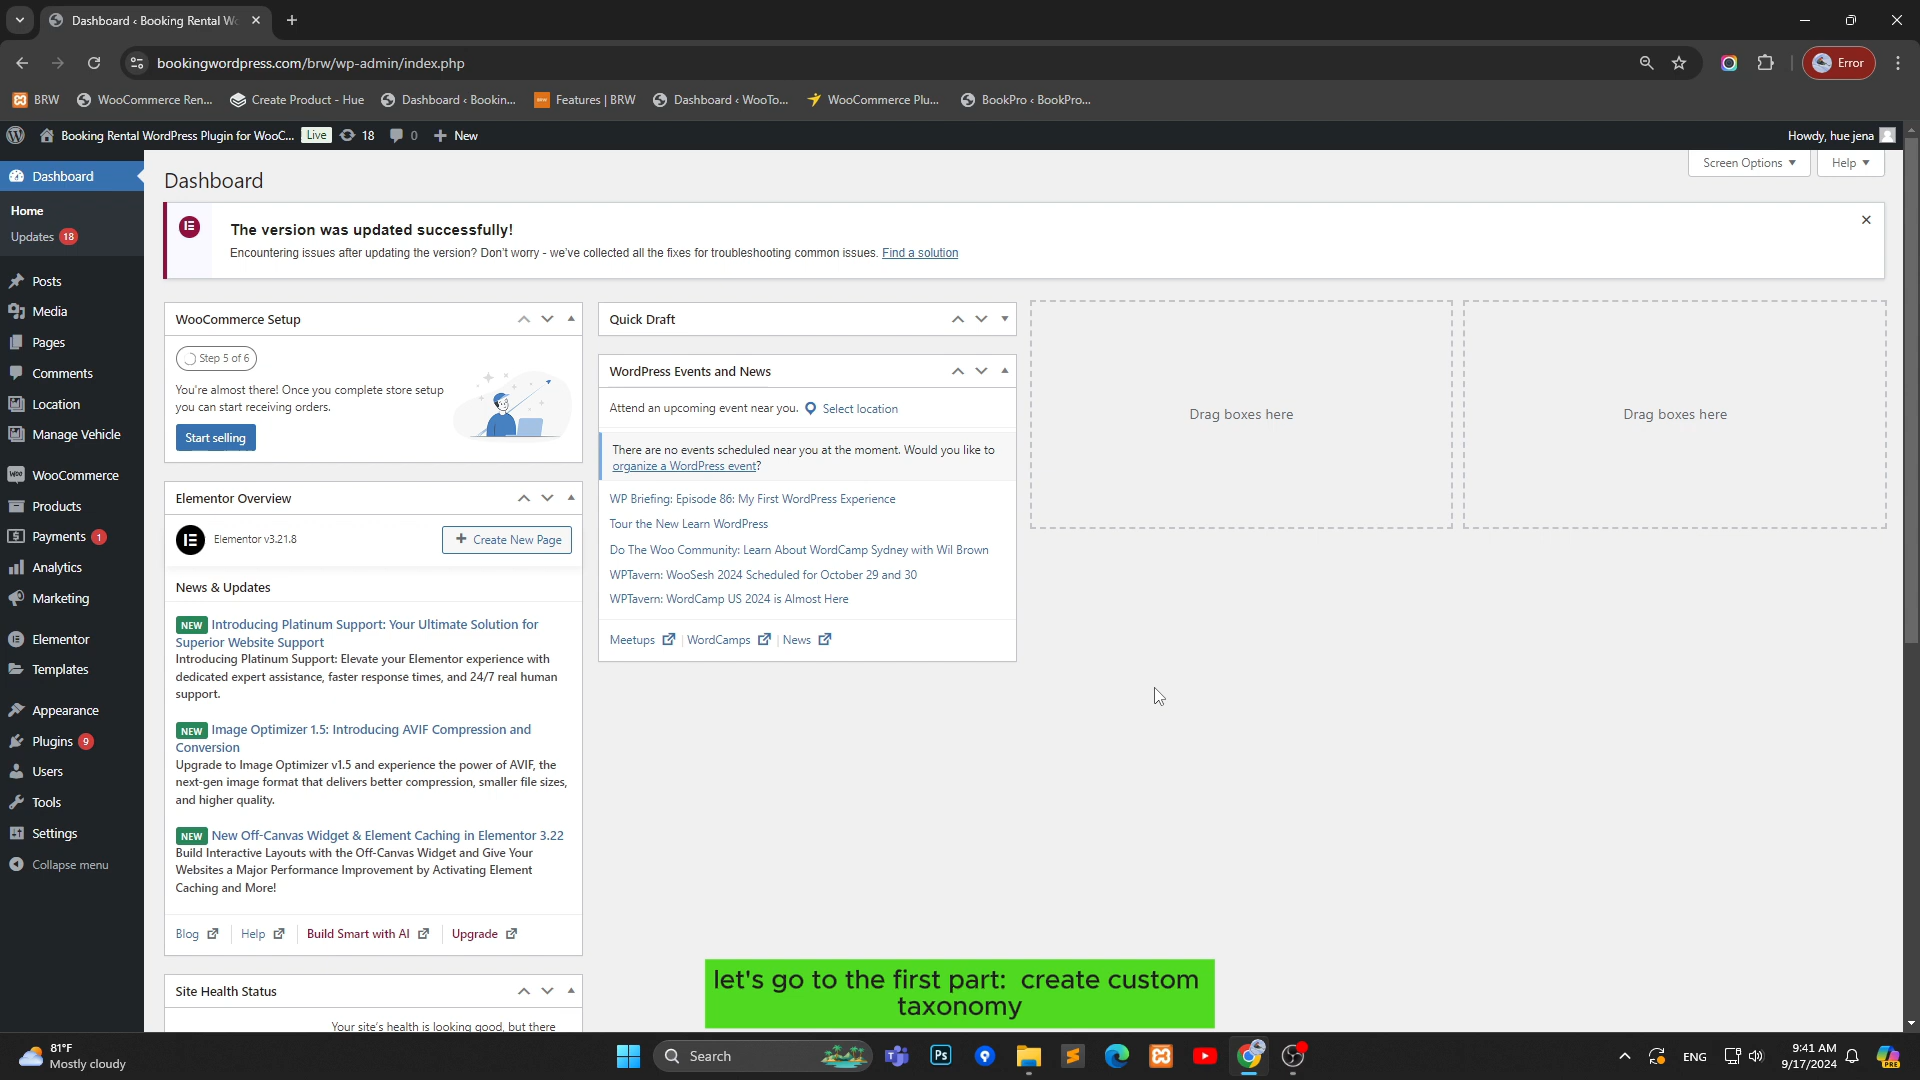 Dashboard ‹ Booking Rental Wo
bookingwordpress.com/brw/wp-admin/index.php
Error
BRW
WooCommerce Ren...
Create Product - Hue
Dashboard ‹ Bookin...
Features | BRW
Dashboard ‹ WooTo...
WooCommerce Plu...
BookPro ‹ BookPro...
Booking Rental WordPress Plugin for WooC...
Live
18
0
New
Howdy, hue jena
Dashboard
Home
Updates 18
Posts
Media
Pages
Comments
Location
Manage Vehicle
WooCommerce
Products
Payments 1
Analytics
Marketing
Elementor
Templates
Appearance
Plugins 9
Users
Tools
Settings
Collapse menu
Dashboard
Screen Options
Help
The version was updated successfully!
Encountering issues after updating the version? Don't worry - we've collected all the fixes for troubleshooting common issues. Find a solution
WooCommerce Setup
Step 5 of 6
You're almost there! Once you complete store setup
you can start receiving orders.
Start selling
Elementor Overview
Elementor v3.21.8
Create New Page
News & Updates
NEW Introducing Platinum Support: Your Ultimate Solution for
Superior Website Support
Introducing Platinum Support: Elevate your Elementor experience with
dedicated expert assistance, faster response times, and 24/7 real human
support.
NEW Image Optimizer 1.5: Introducing AVIF Compression and
Conversion
Upgrade to Image Optimizer v1.5 and experience the power of AVIF, the
next-gen image format that delivers better compression, smaller file sizes,
and higher quality.
NEW New Off-Canvas Widget & Element Caching in Elementor 3.22
Build Interactive Layouts with the Off-Canvas Widget and Give Your
Websites a Major Performance Improvement by Activating Element
Caching and More!
Blog
Help
Build Smart with AI
Upgrade
Site Health Status
Your site's health is looking good, but there
Quick Draft
WordPress Events and News
Attend an upcoming event near you.
Select location
There are no events scheduled near you at the moment. Would you like to
organize a WordPress event?
WP Briefing: Episode 86: My First WordPress Experience
Tour the New Learn WordPress
Do The Woo Community: Learn About WordCamp Sydney with Wil Brown
WPTavern: WooSesh 2024 Scheduled for October 29 and 30
WPTavern: WordCamp US 2024 is Almost Here
Meetups
WordCamps
News
Drag boxes here
Drag boxes here
let's go to the first part: create custom
taxonomy
81°F
Mostly cloudy
Search
Ps
ENG
9:41 AM
9/17/2024
PRE